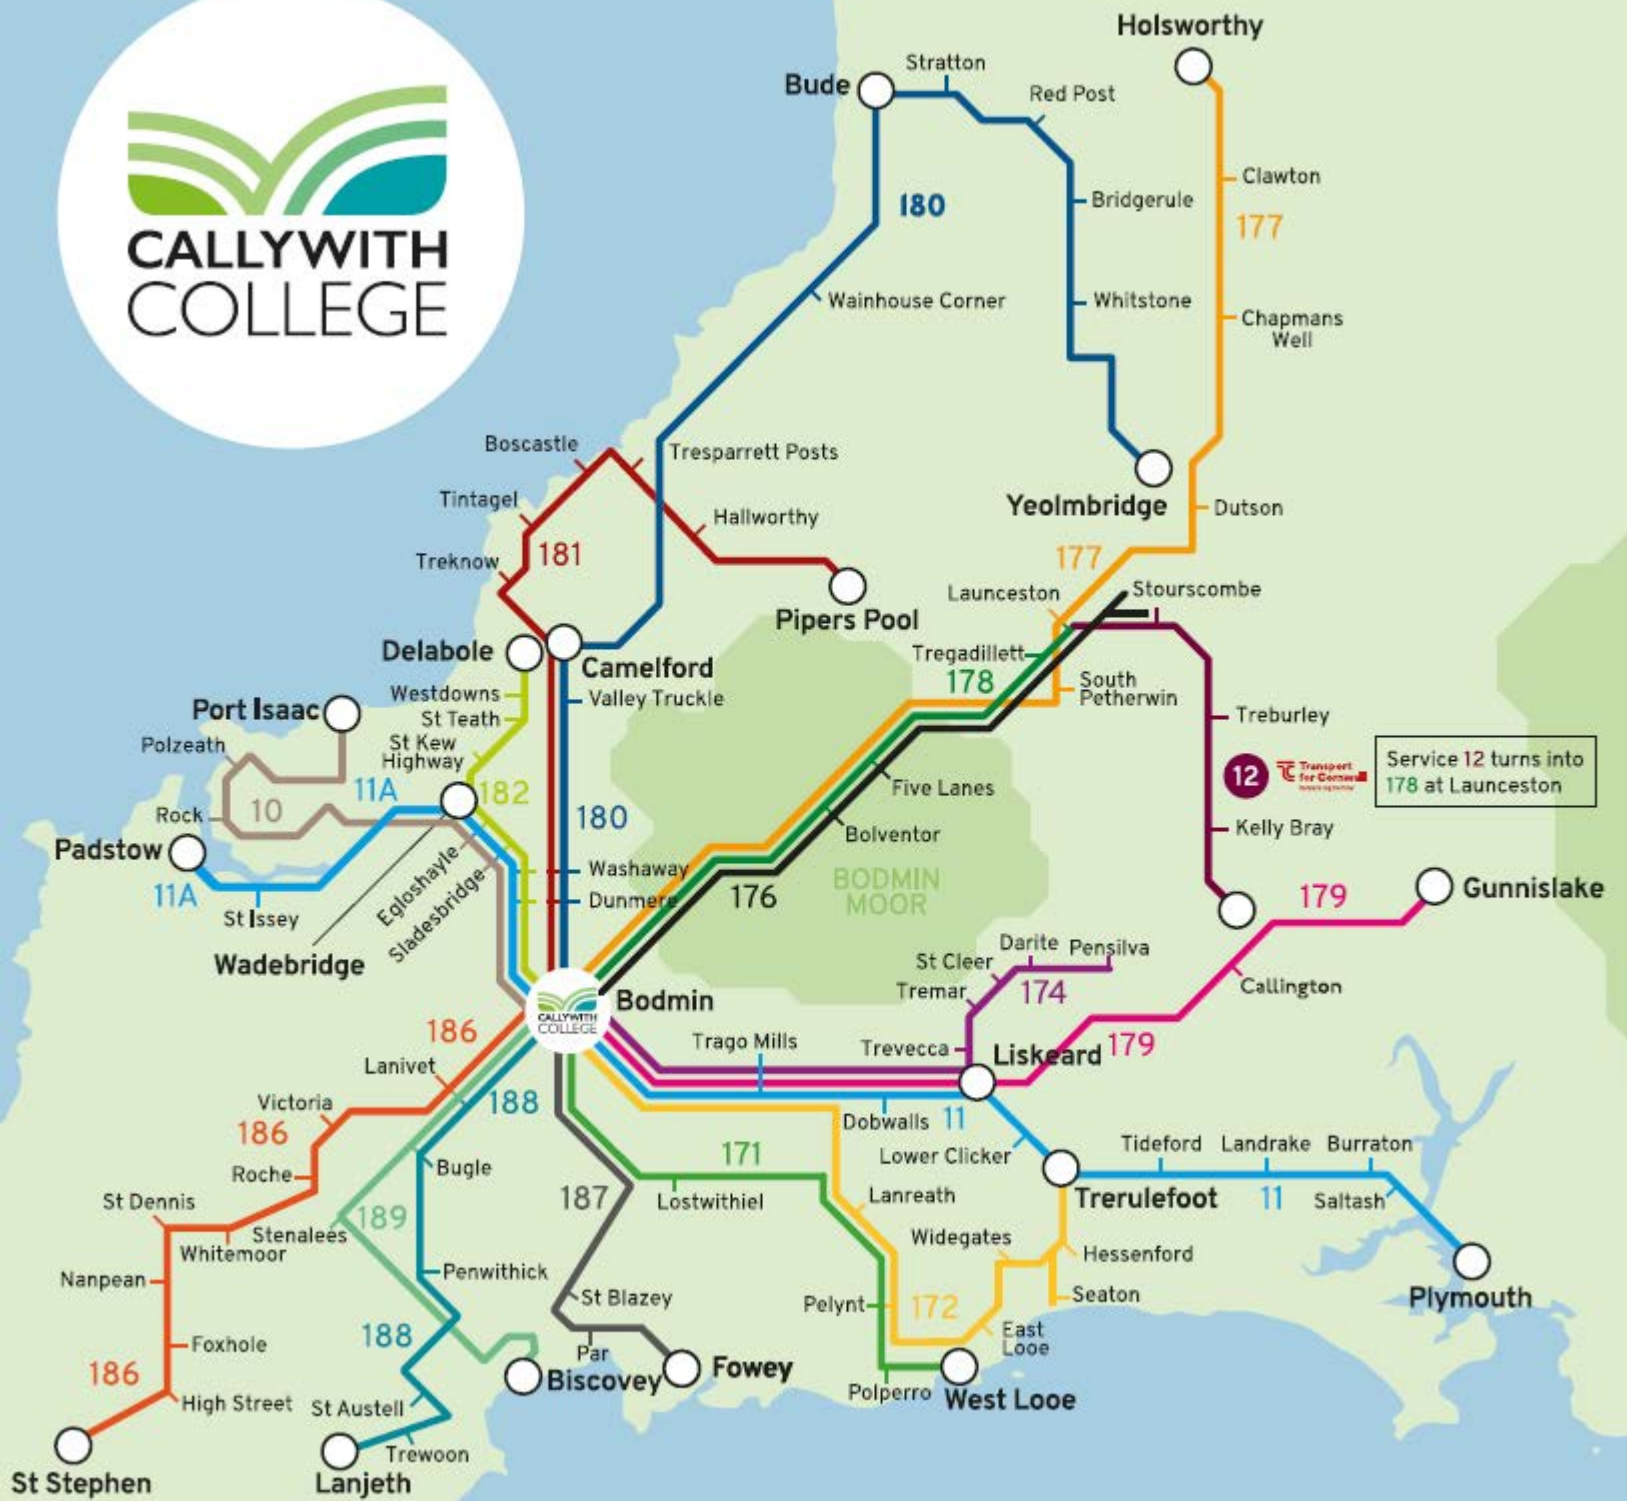 CALLYWITH
COLLEGE
Holsworthy
Bude
Stratton
Red Post
180
Bridgerule
Clawton
177
Wainhouse Corner
Whitstone
Chapmans
Well
Boscastle
Tresparrett Posts
Tintagel
Hallworthy
Yeolmbridge
Dutson
Treknow
181
177
Launceston
Stourscombe
Pipers Pool
Delabole
Camelford
Tregadillett
178
South
Petherwin
Westdowns
Valley Truckle
St Teath
Port Isaac
Polzeath
St Kew
Highway
Treburley
12
Transport
for Cornwall
Service 12 turns into
178 at Launceston
11A
182
Five Lanes
Rock
10
180
Bolventor
Kelly Bray
Padstow
11A
St Issey
Egloshayle
Sladesbridge
Washaway
Dunmere
176
BODMIN
MOOR
179
Gunnislake
Wadebridge
St Cleer
Darite
Pensilva
Tremar
174
Callington
CALLYWITH
COLLEGE
Bodmin
186
Trago Mills
Trevecca
Liskeard
179
Lanivet
Victoria
186
188
Dobwalls
11
Lower Clicker
Tideford
Landrake
Burraton
Roche
Bugle
171
187
Lostwithiel
Lanreath
Trerulefoot
11
Saltash
St Dennis
Stenalees
189
Whitemoor
Widegates
Hessenford
Nanpean
Penwithick
St Blazey
Pelynt
172
Seaton
Plymouth
Foxhole
188
Par
East
Looe
186
Biscovey
Fowey
High Street
St Austell
Polperro
West Looe
Trewoon
St Stephen
Lanjeth